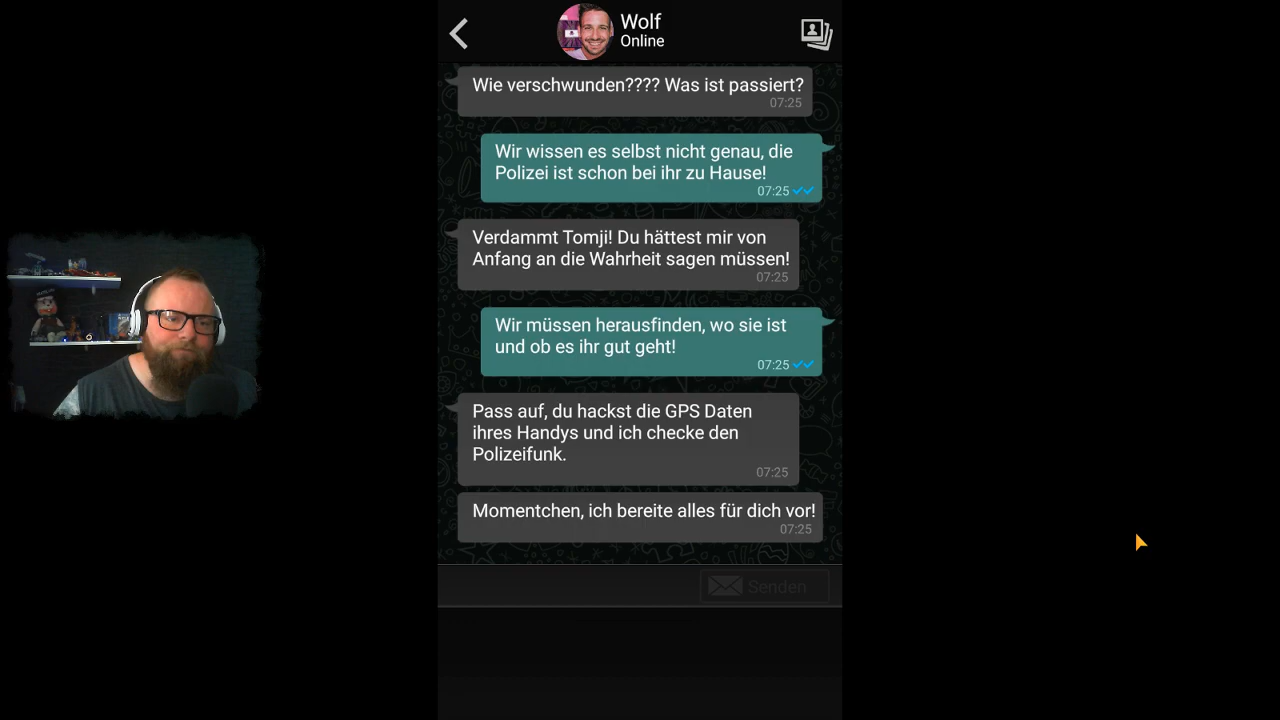 Wolf
Online
Wie verschwunden???? Was ist passiert?
07:25
Wir wissen es selbst nicht genau, die
Polizei ist schon bei ihr zu Hause!
07:25
Verdammt Tomji! Du hättest mir von
Anfang an die Wahrheit sagen müssen!
07:25
Wir müssen herausfinden, wo sie ist
und ob es ihr gut geht!
07:25
Pass auf, du hackst die GPS Daten
ihres Handys und ich checke den
Polizeifunk.
07:25
Momentchen, ich bereite alles für dich vor!
07:25
Senden